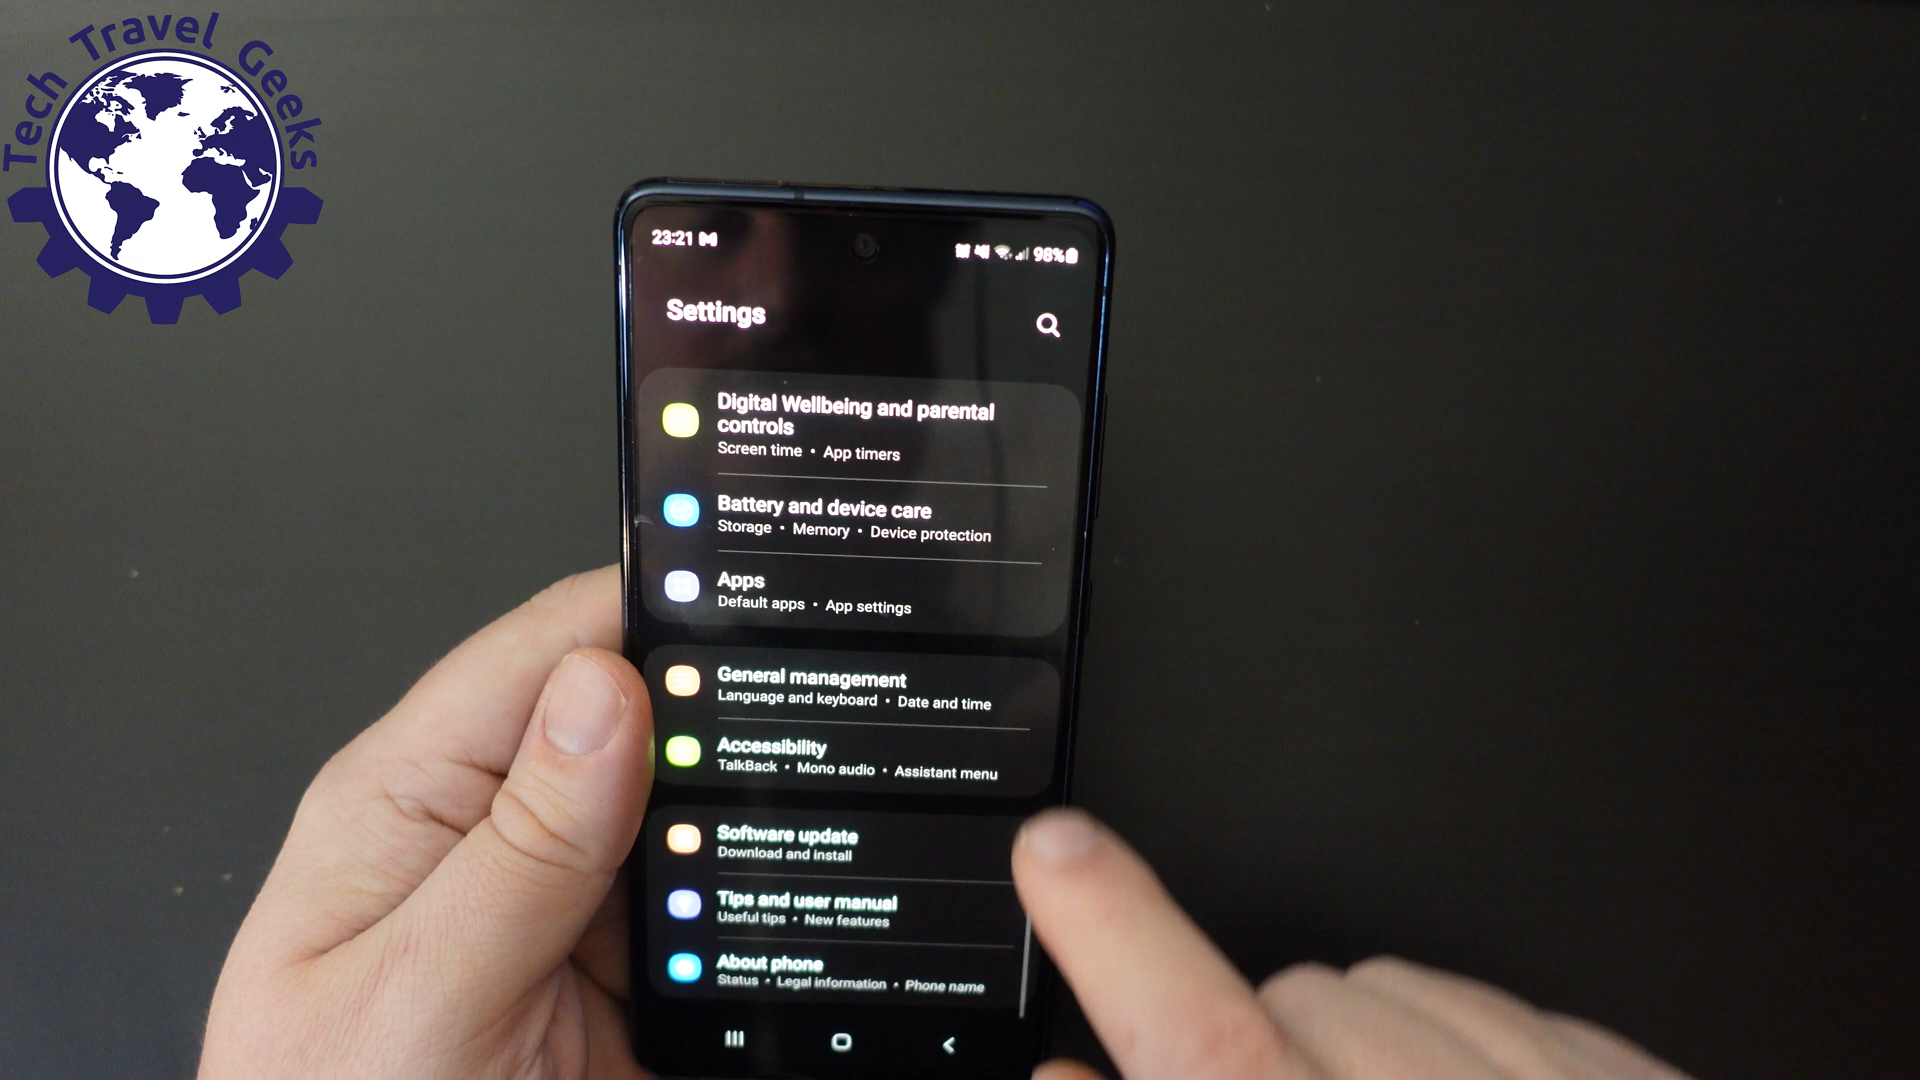 Tech Travel Geeks
23:21
98%
Settings
Digital Wellbeing and parental
controls
Screen time • App timers
Battery and device care
Storage • Memory • Device protection
Apps
Default apps • App settings
General management
Language and keyboard • Date and time
Accessibility
TalkBack • Mono audio • Assistant menu
Software update
Download and install
Tips and user manual
Useful tips • New features
About phone
Status • Legal information • Phone name